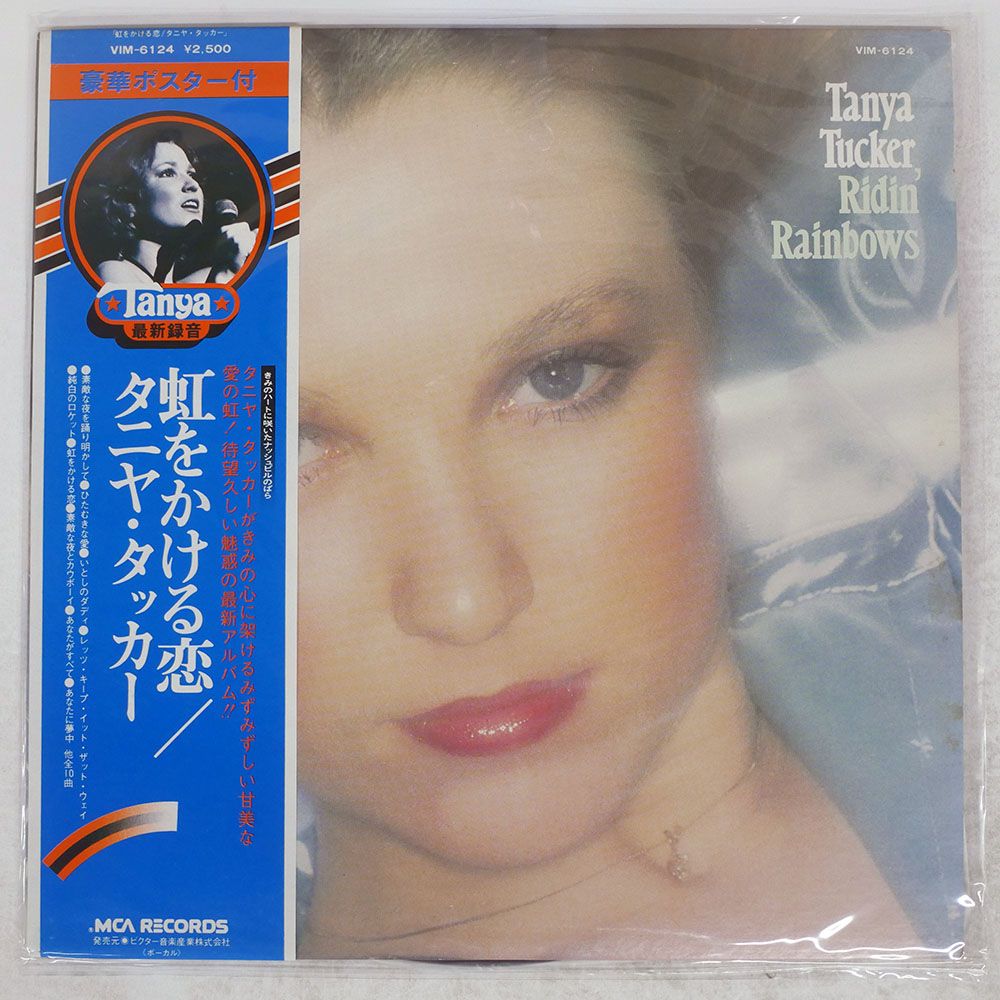 「虹をかける恋/タニヤ・タッカー」
VIM-6124 ¥2,500
豪華ポスター付
Tanya
最新録音
きみのハートに咲いたナッシュビルのばら
タニヤ・タッカーがきみの心に架けるみずみずしい甘美な
愛の虹!待望久しい魅惑の最新アルバム!!
虹をかける恋/
タニヤ・タッカー
●素敵な夜を踊り明かして●ひたむきな愛●いとしのダディ●レッツ・キープ・イット・ザット・ウェイ
●純白のロケット●虹をかける恋●素敵な夜とカウボーイ●あなたがすべて●あなたに夢中 他全10曲
®MCA RECORDS
発売元●ビクター音楽産業株式会社
(ボーカル)
VIM-6124
Tanya
Tucker,
Ridin'
Rainbows